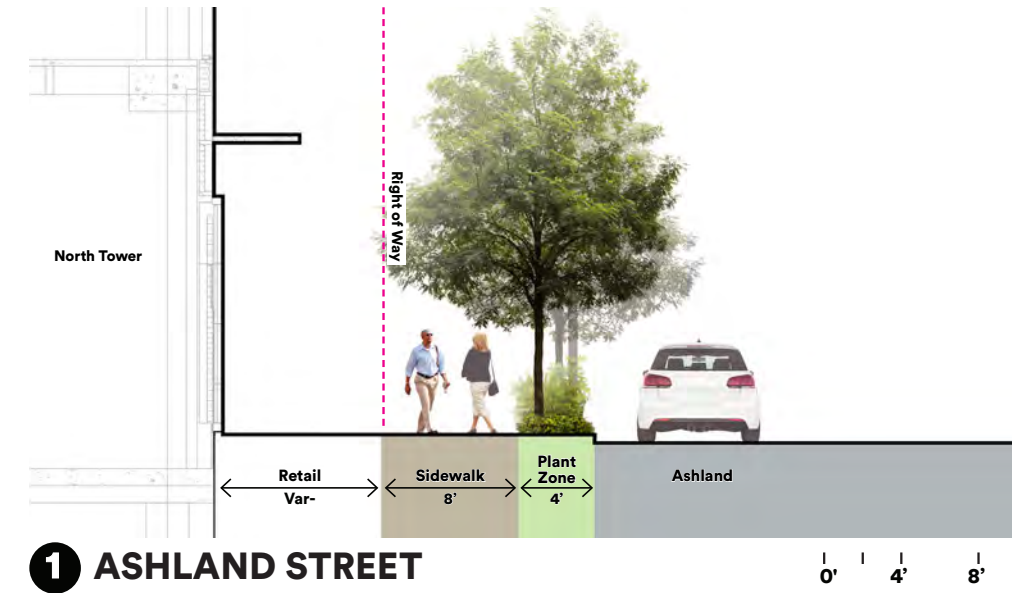 Right of Way
North Tower
Retail
Var-
Sidewalk
8’
Plant
Zone
4’
Ashland
1 ASHLAND STREET
0' 4’ 8’